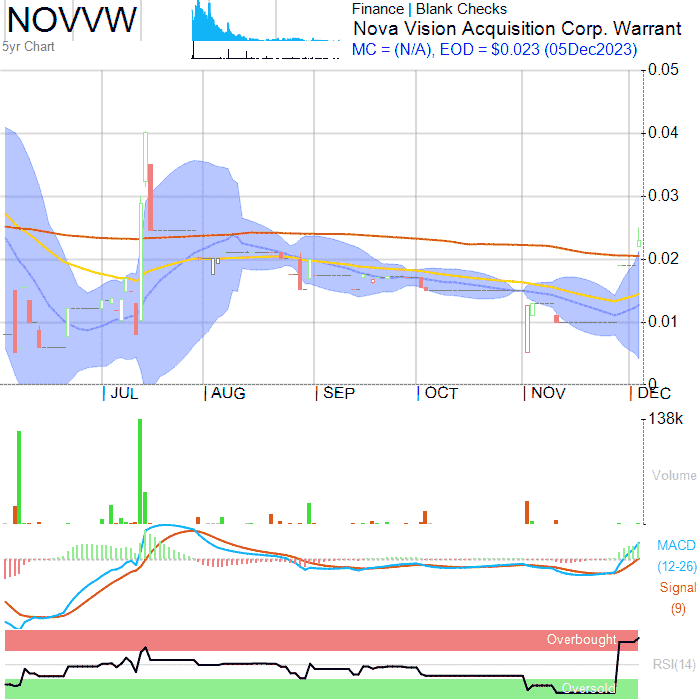 NOVVW
5yr Chart
Finance | Blank Checks
Nova Vision Acquisition Corp. Warrant
MC = (N/A), EOD = $0.023 (05Dec2023)
0.05
0.04
0.03
0.02
0.01
0
JUL
AUG
SEP
OCT
NOV
DEC
138k
Volume
MACD
(12-26)
Signal
(9)
Overbought
RSI(14)
Oversold